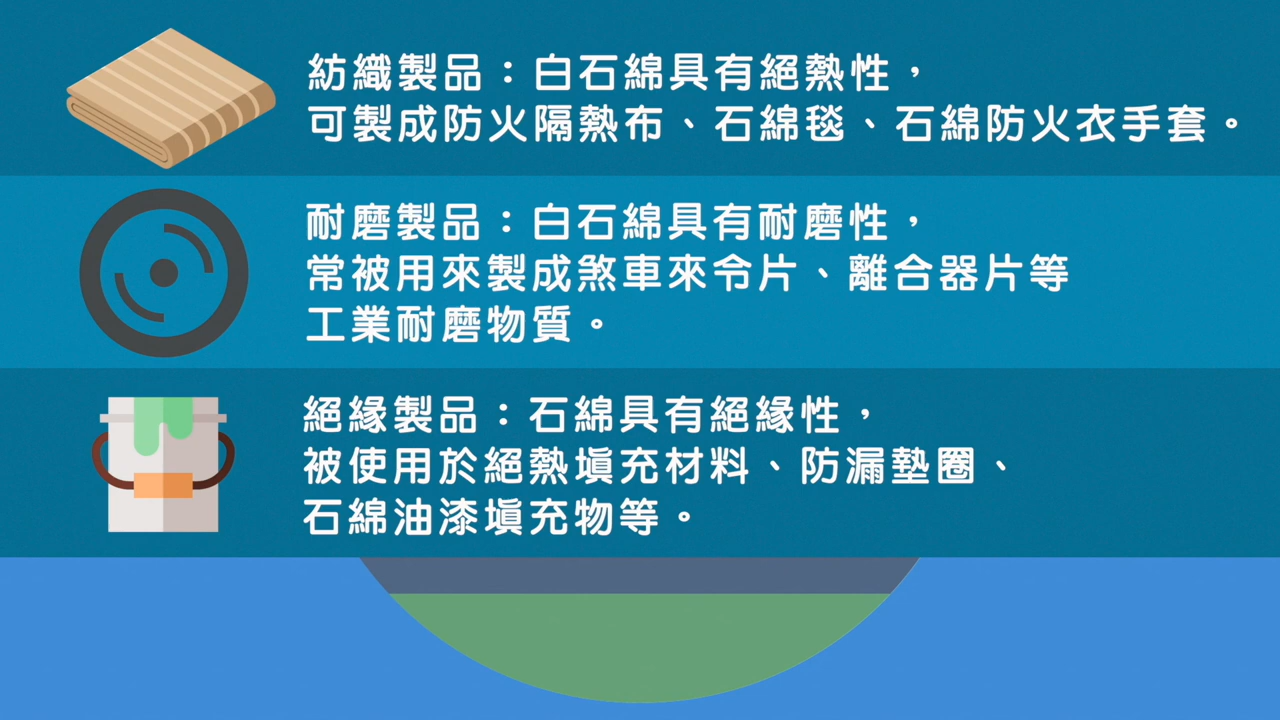 紡織製品：白石綿具有絕熱性，
可製成防火隔熱布、石綿毯、石綿防火衣手套。
耐磨製品：白石綿具有耐磨性，
常被用來製成煞車來令片、離合器片等
工業耐磨物質。
絕緣製品：石綿具有絕緣性，
被使用於絕熱填充材料、防漏墊圈、
石綿油漆填充物等。